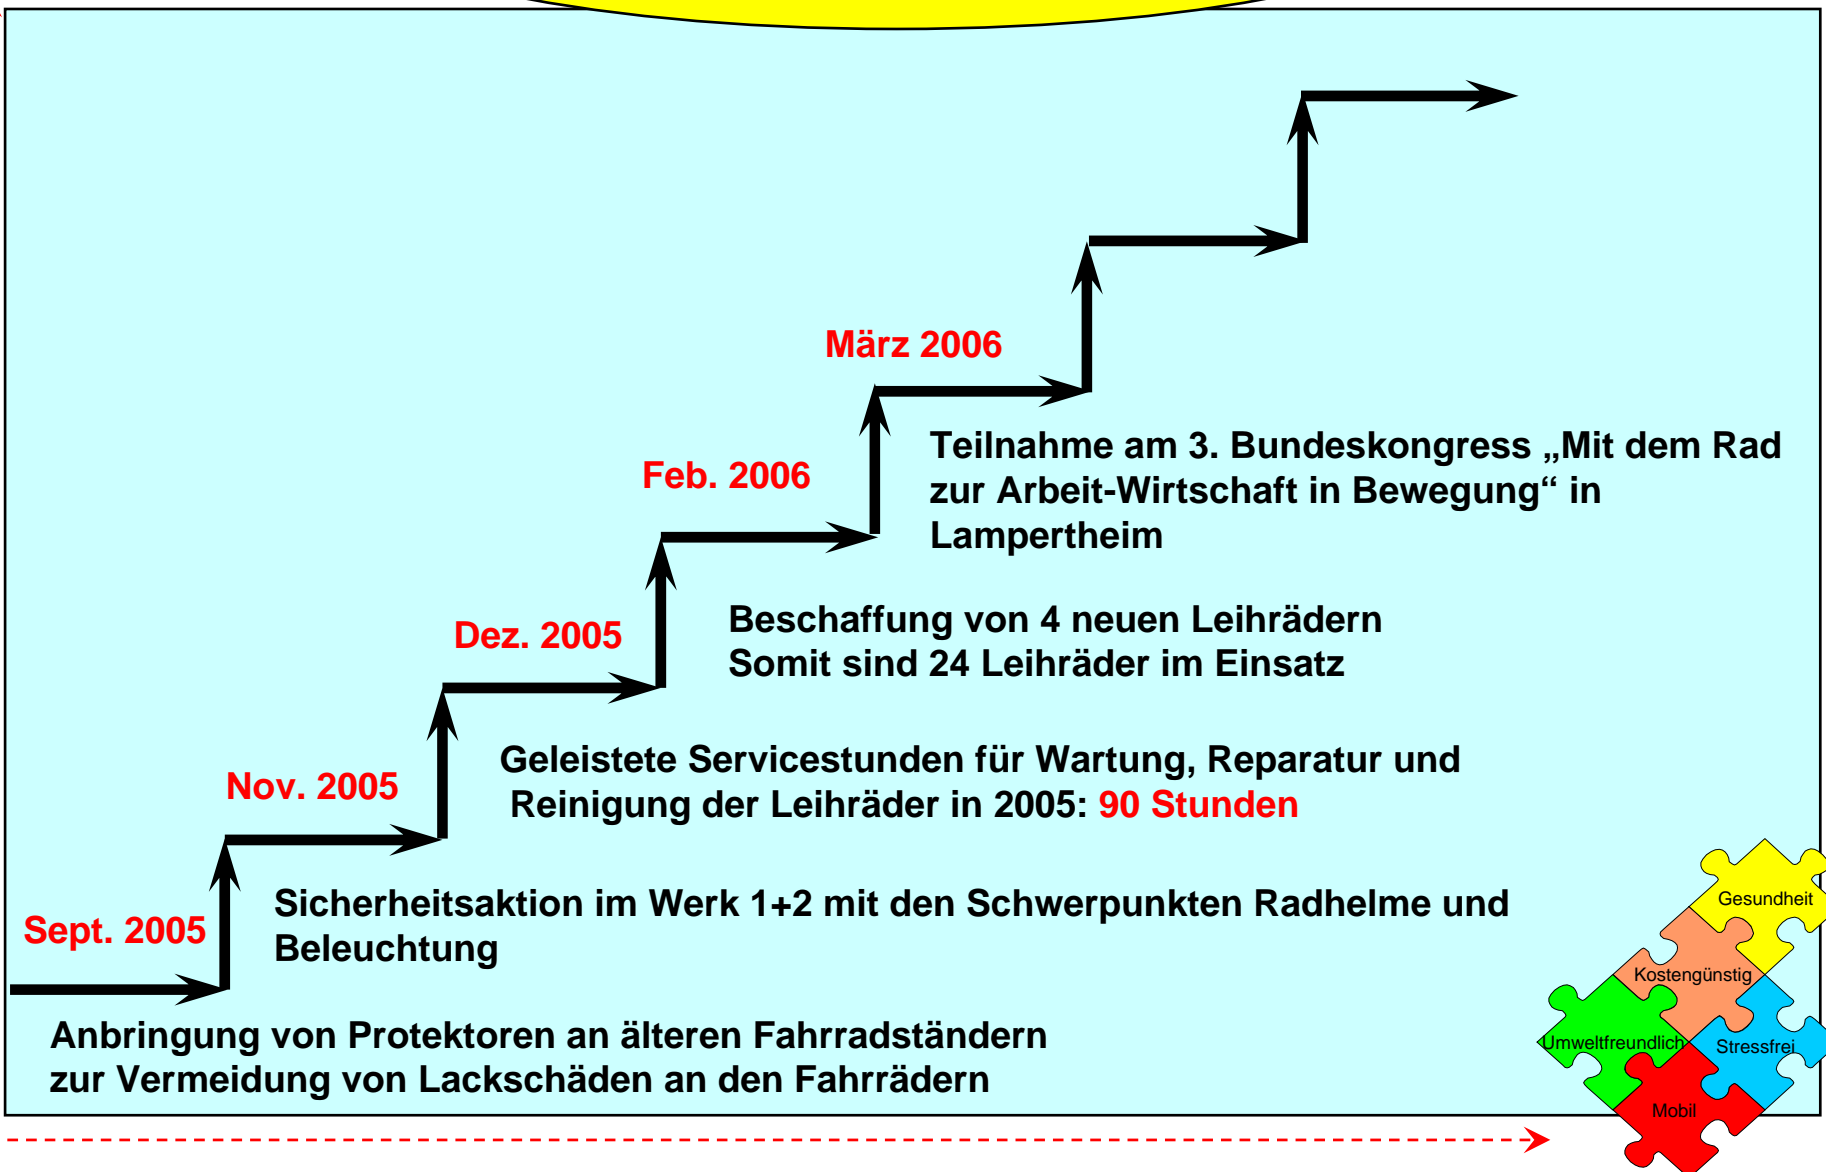 März 2006
Teilnahme am 3. Bundeskongress „Mit dem Rad
zur Arbeit-Wirtschaft in Bewegung“ in
Lampertheim
Feb. 2006
Beschaffung von 4 neuen Leihrädern
Somit sind 24 Leihräder im Einsatz
Dez. 2005
Geleistete Servicestunden für Wartung, Reparatur und
Reinigung der Leihräder in 2005: 90 Stunden
Nov. 2005
Sicherheitsaktion im Werk 1+2 mit den Schwerpunkten Radhelme und
Beleuchtung
Sept. 2005
Anbringung von Protektoren an älteren Fahrradständern
zur Vermeidung von Lackschäden an den Fahrrädern
Gesundheit
Kostengünstig
Umweltfreundlich
Stressfrei
Mobil